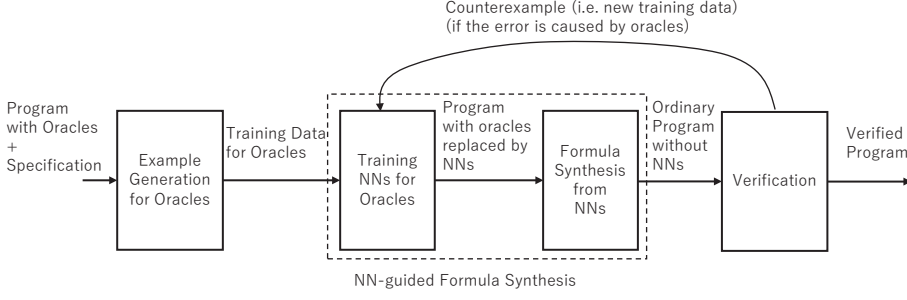 Counterexample (i.e. new training data)
(if the error is caused by oracles)
Program
with Oracles
+
Specification
Example
Generation
for Oracles
Training Data
for Oracles
Training
NNs for
Oracles
Program
with oracles
replaced by
NNs
Formula
Synthesis
from
NNs
Ordinary
Program
without
NNs
Verification
Verified
Program
NN-guided Formula Synthesis